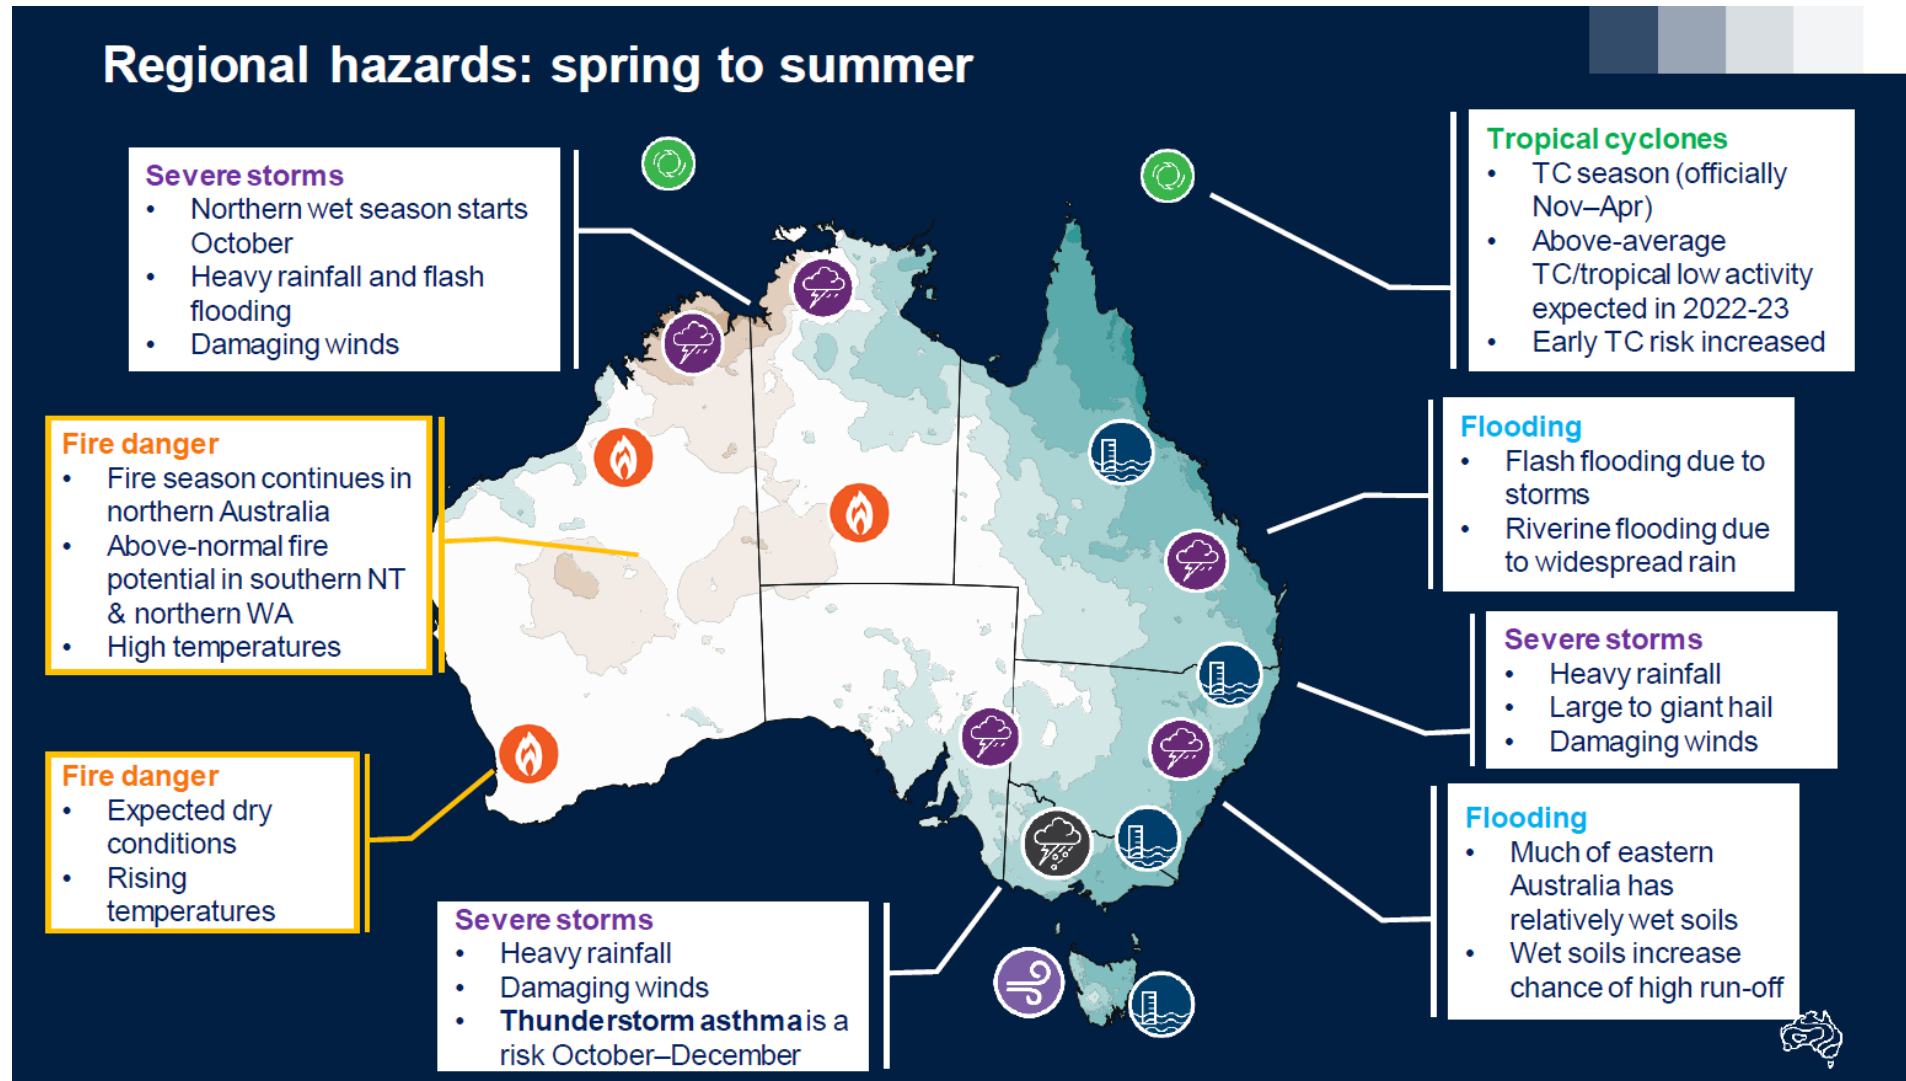 Regional hazards: spring to summer
Severe storms
• Northern wet season starts
October
• Heavy rainfall and flash
flooding
• Damaging winds
Fire danger
• Fire season continues in
northern Australia
• Above-normal fire
potential in southern NT
& northern WA
• High temperatures
Fire danger
• Expected dry
conditions
• Rising
temperatures
Severe storms
• Heavy rainfall
• Damaging winds
• Thunderstorm asthma is a
risk October–December
Tropical cyclones
• TC season (officially
Nov–Apr)
• Above-average
TC/tropical low activity
expected in 2022-23
• Early TC risk increased
Flooding
• Flash flooding due to
storms
• Riverine flooding due
to widespread rain
Severe storms
• Heavy rainfall
• Large to giant hail
• Damaging winds
Flooding
• Much of eastern
Australia has
relatively wet soils
• Wet soils increase
chance of high run-off